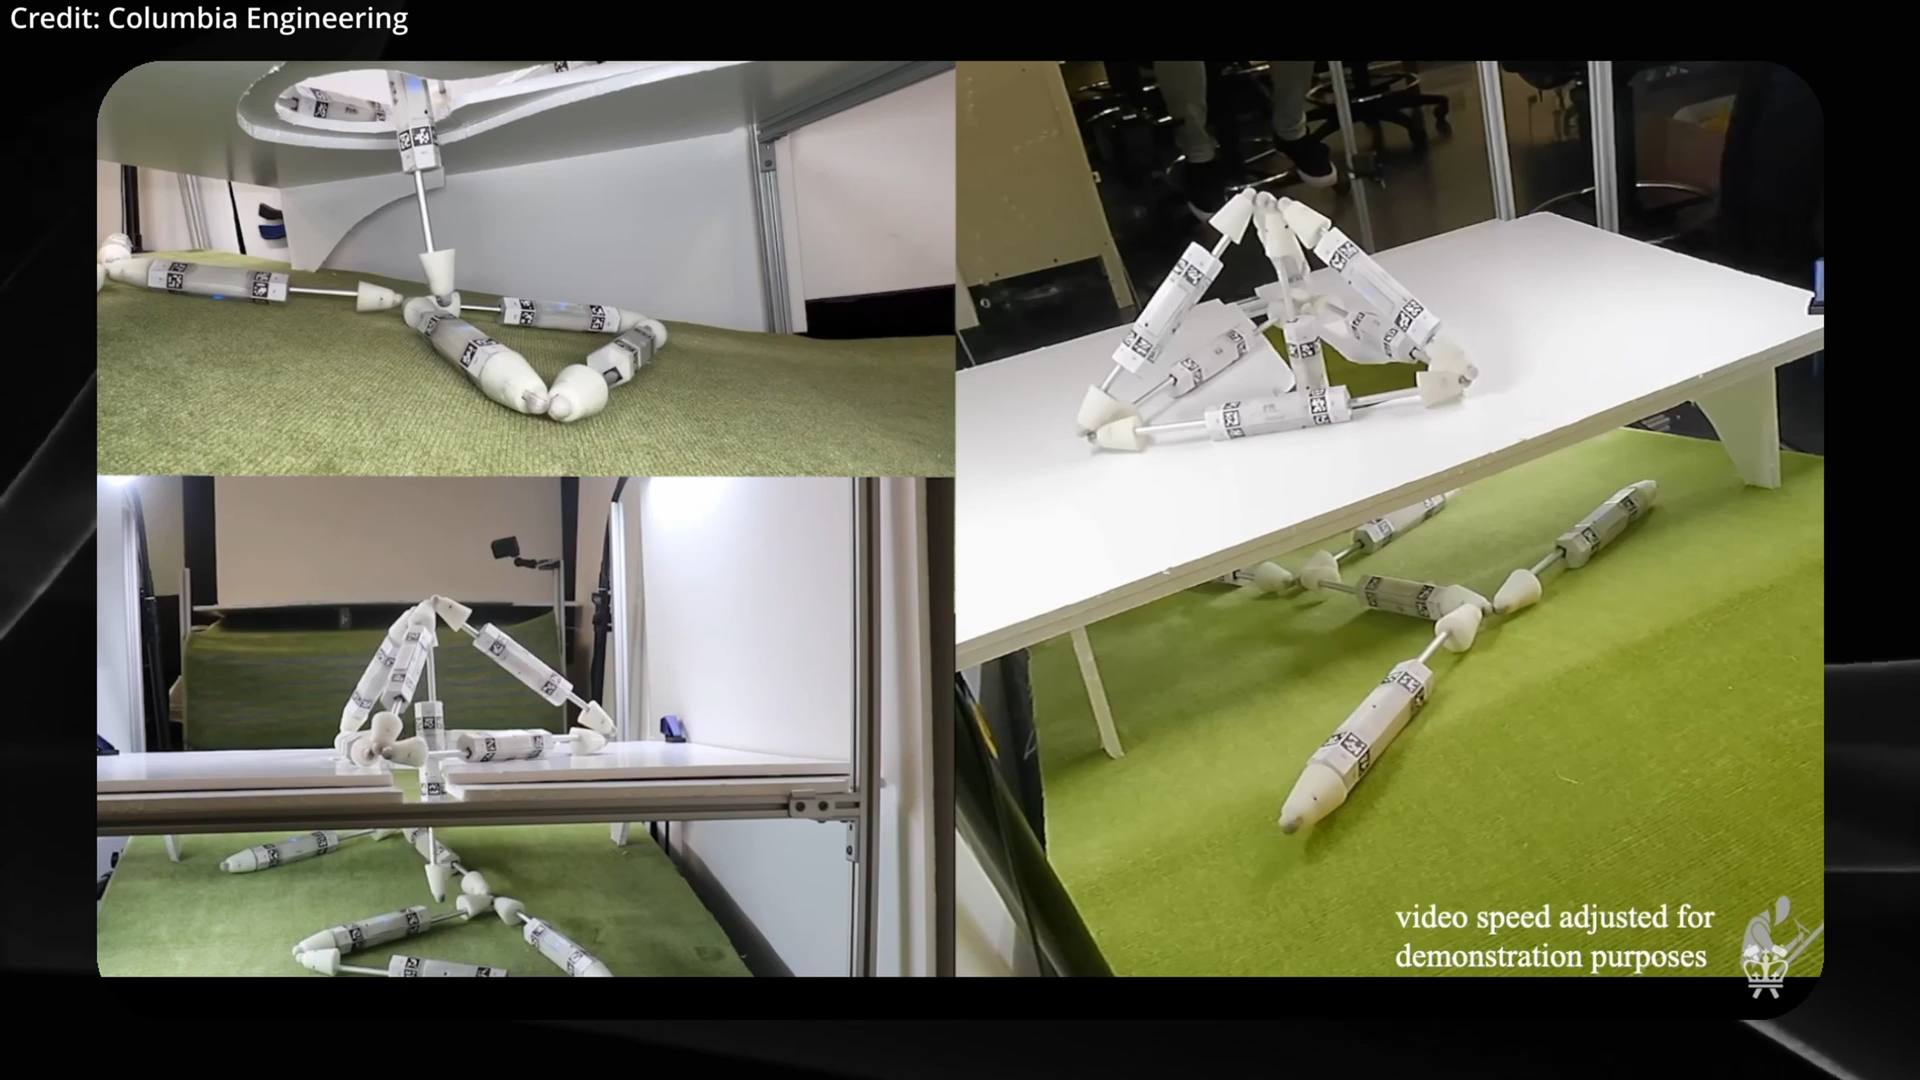 Credit: Columbia Engineering
video speed adjusted for
demonstration purposes